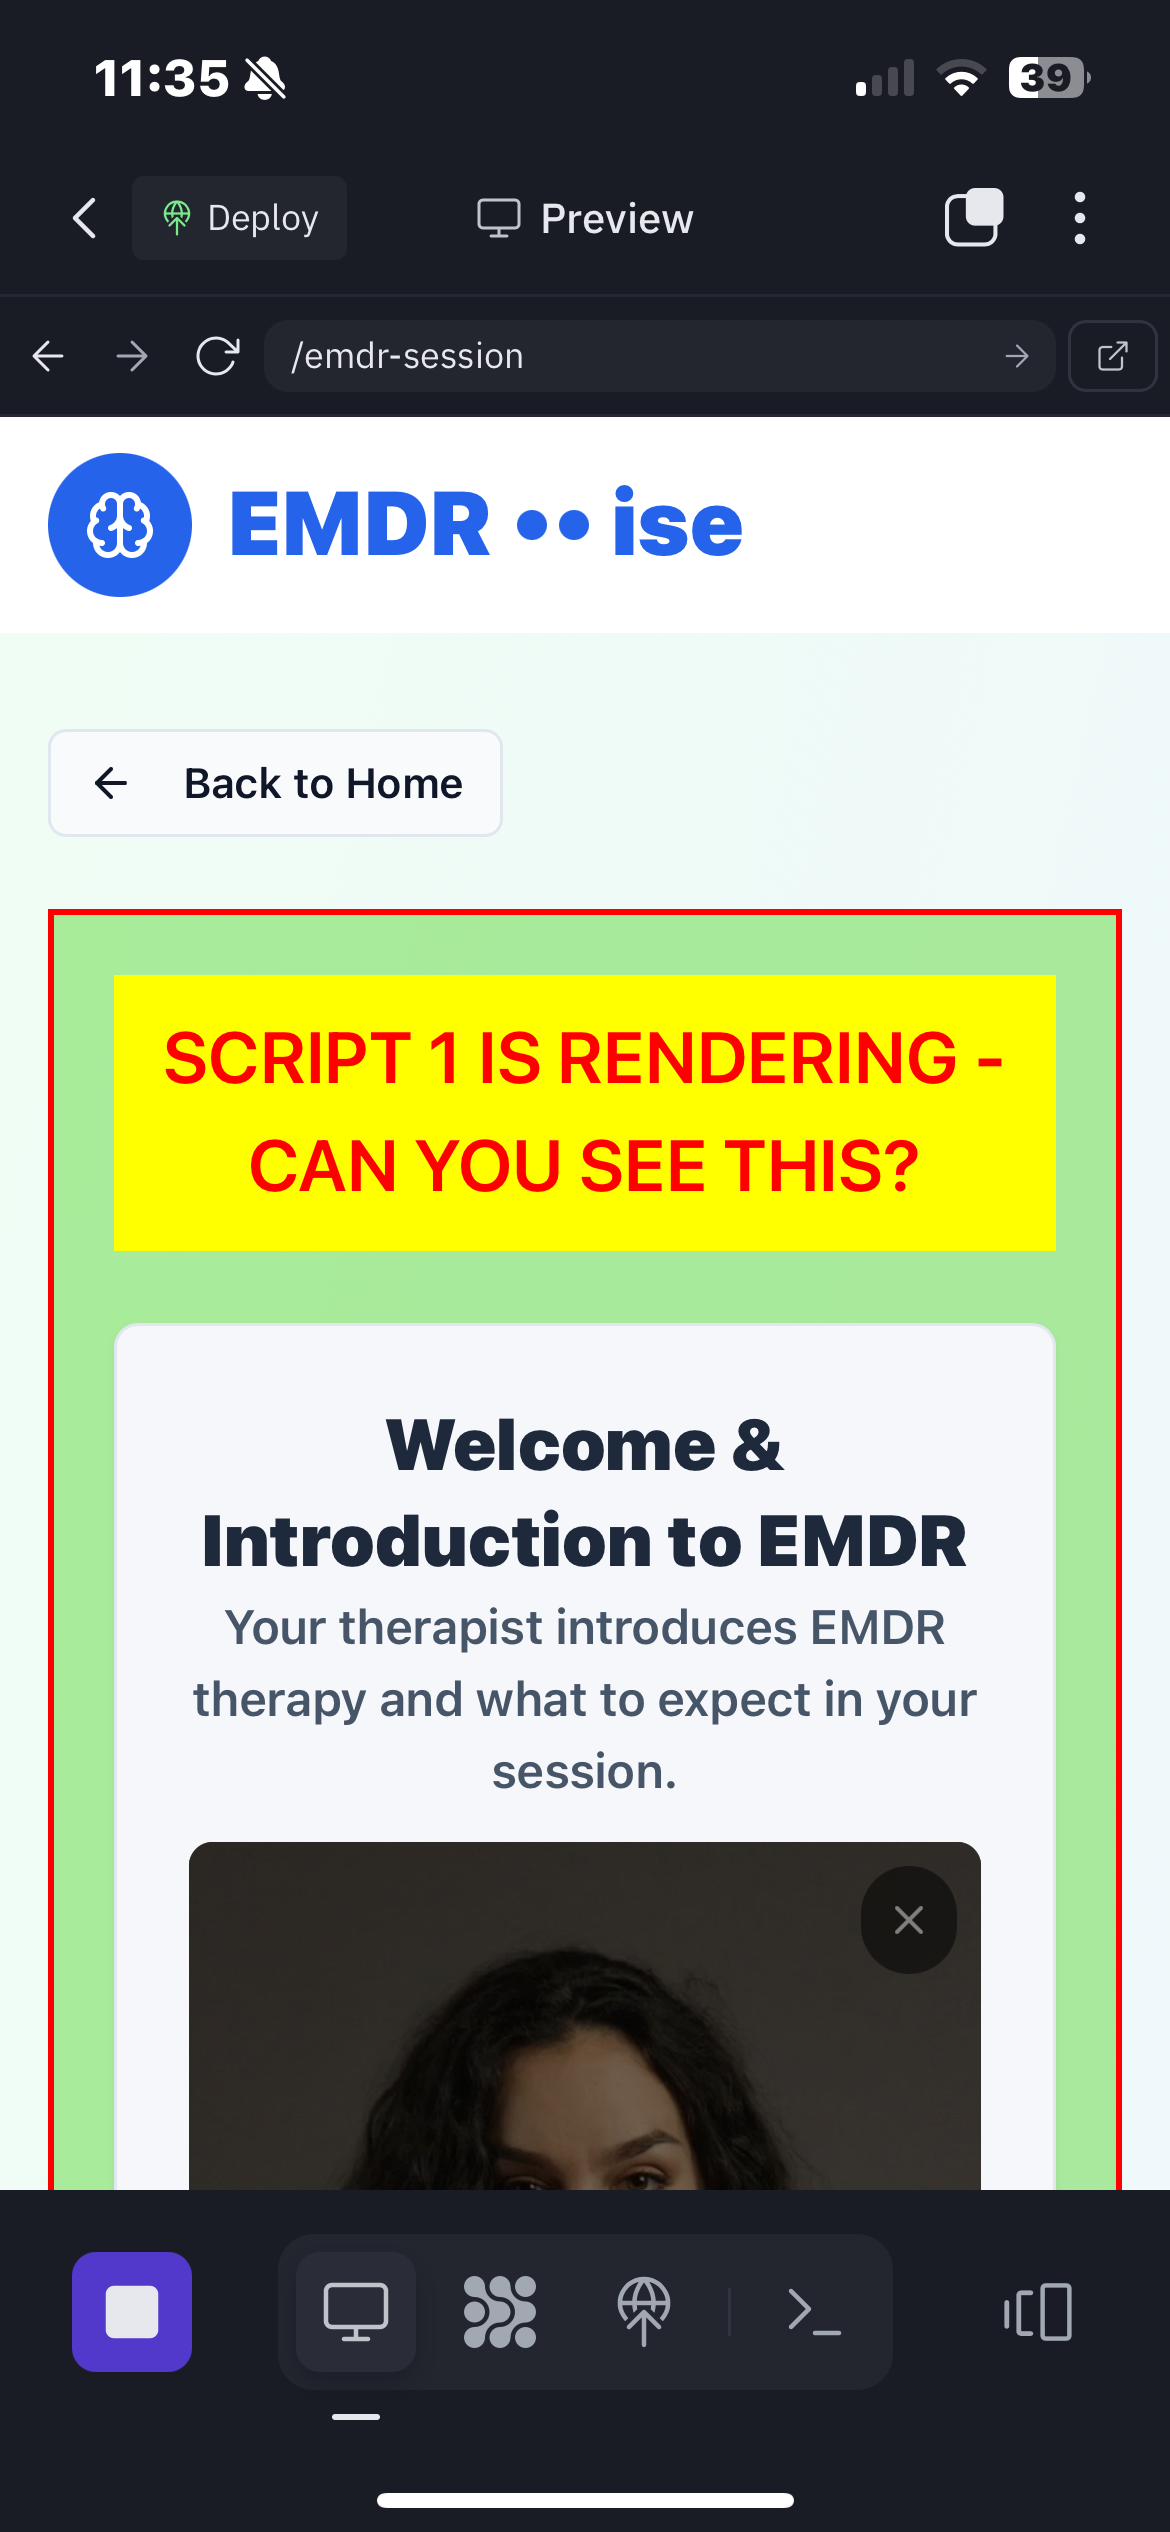 11:35
39
Deploy
Preview
/emdr-session
EMDR •• ise
Back to Home
SCRIPT 1 IS RENDERING -
CAN YOU SEE THIS?
Welcome &
Introduction to EMDR
Your therapist introduces EMDR
therapy and what to expect in your
session.